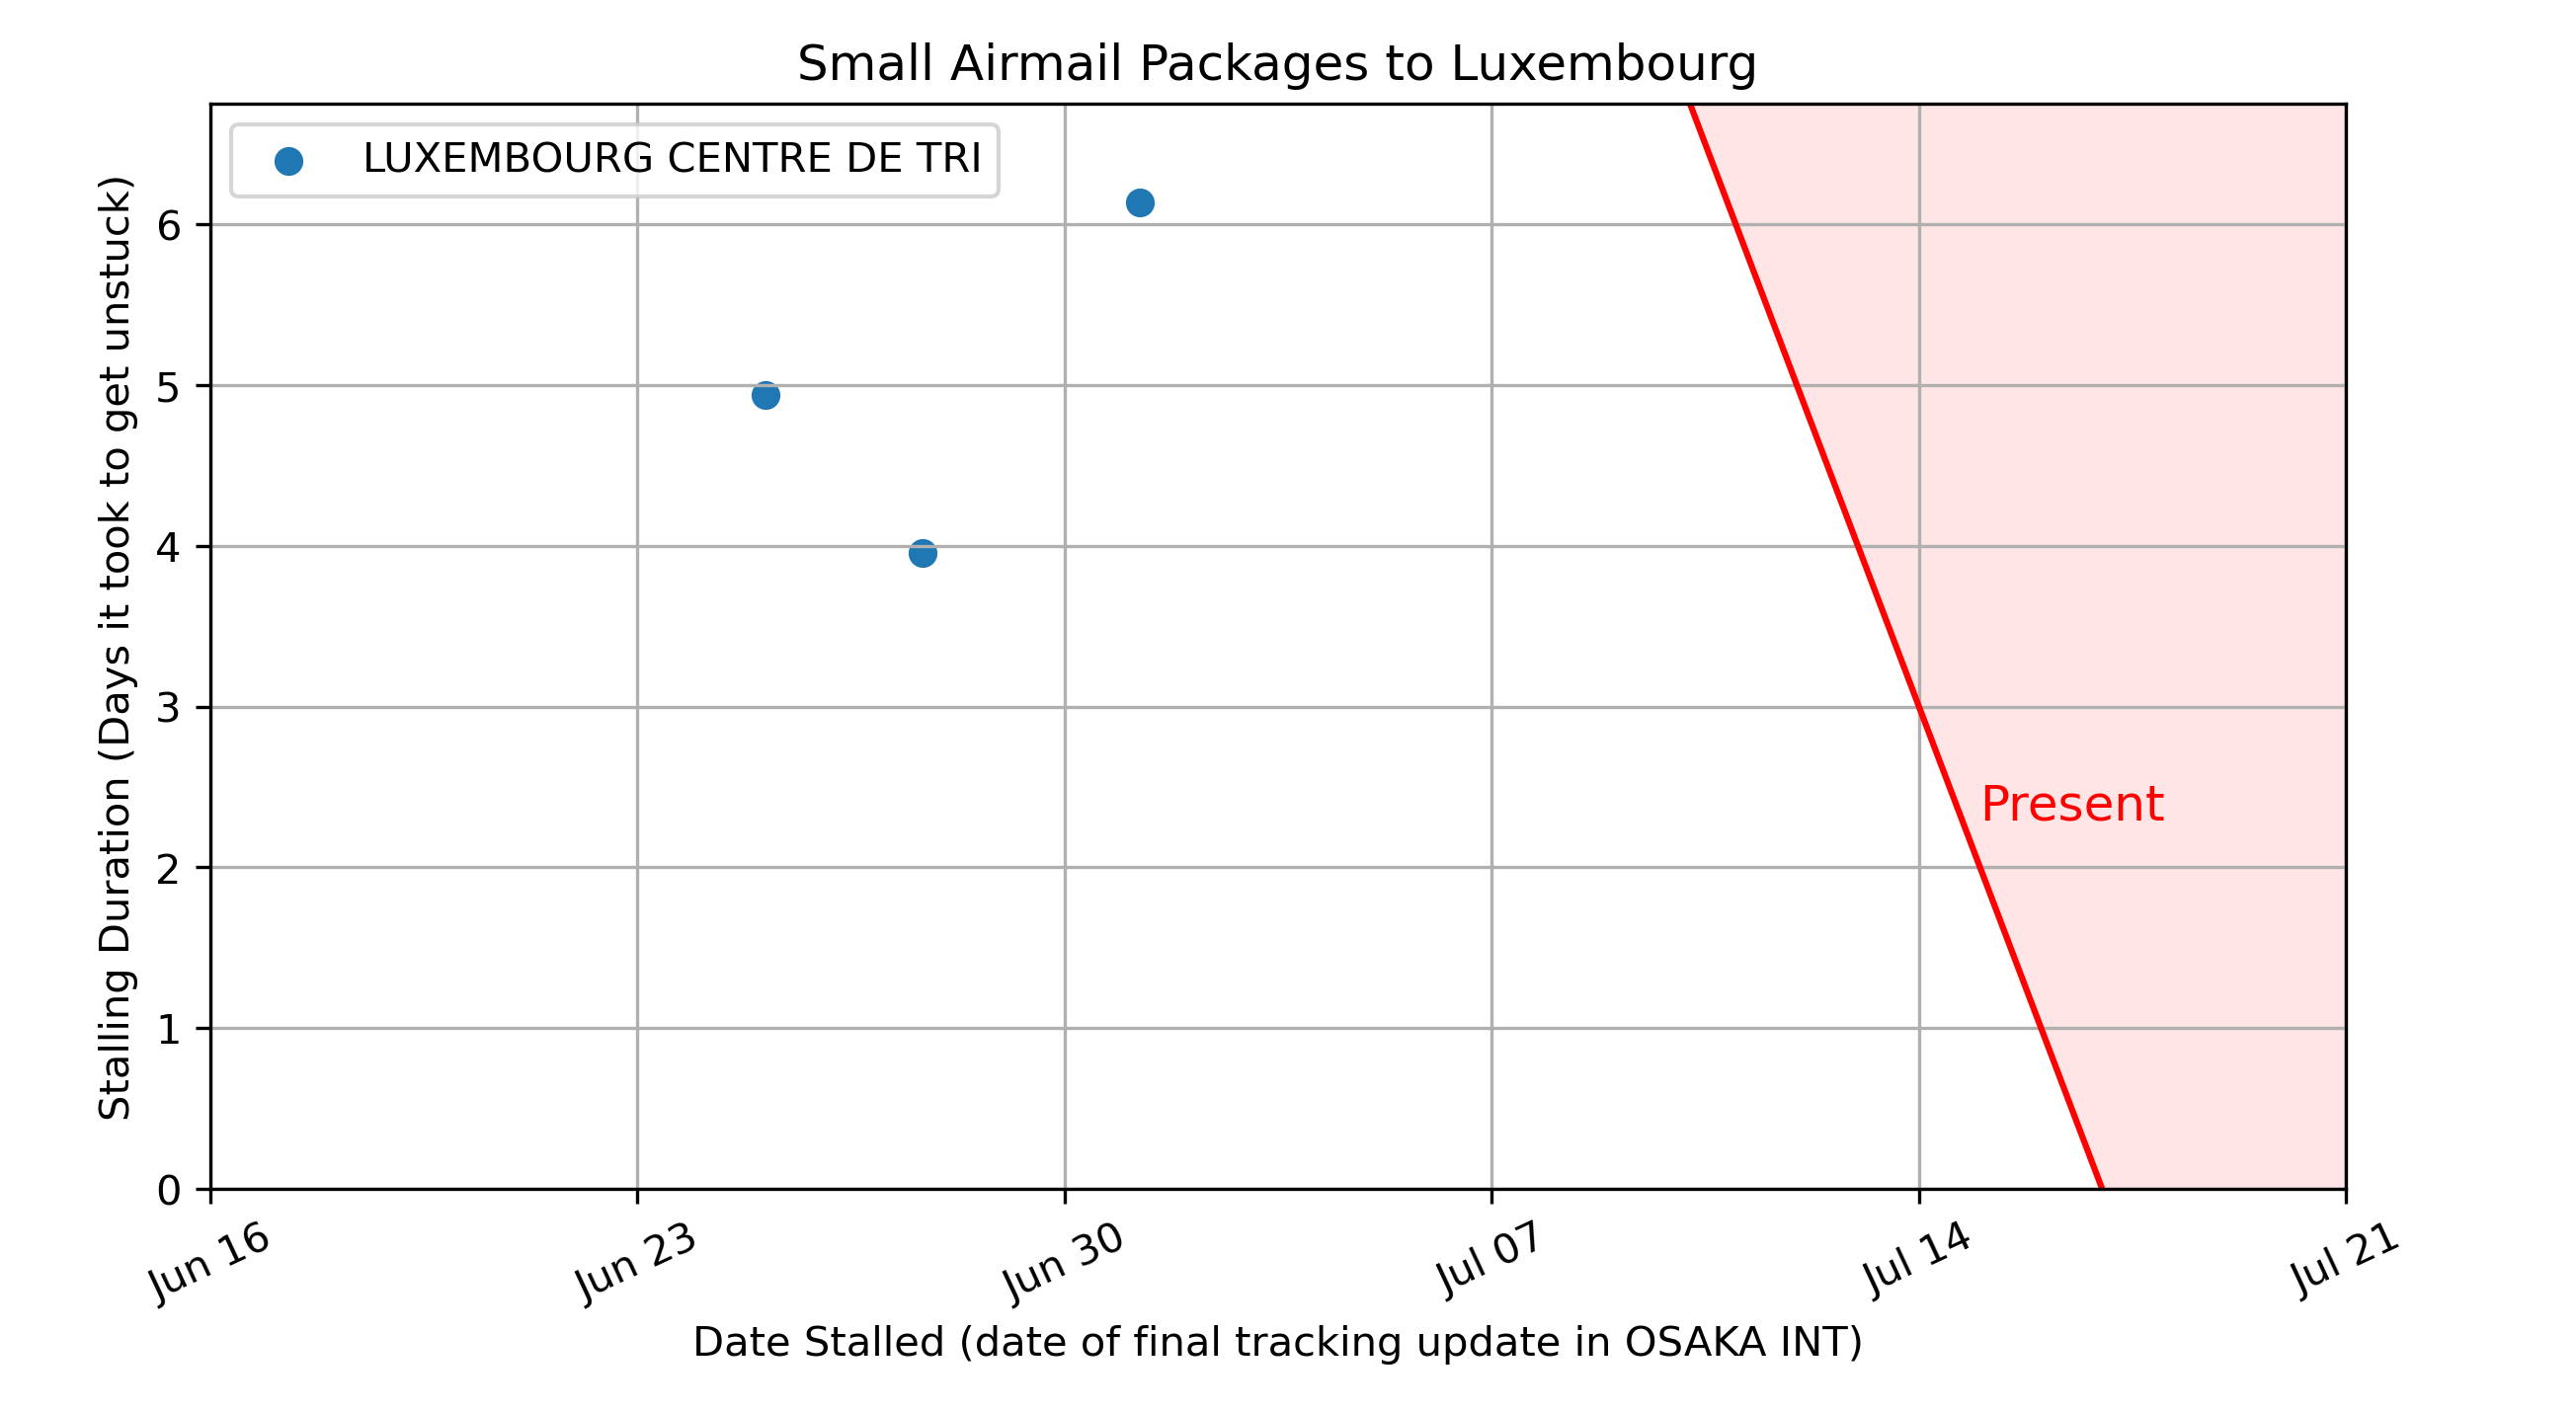 Small Airmail Packages to Luxembourg
LUXEMBOURG CENTRE DE TRI
Stalling Duration (Days it took to get unstuck)
6
5
4
3
2
1
0
Present
Jun 16
Jun 23
Jun 30
Jul 07
Jul 14
Jul 21
Date Stalled (date of final tracking update in OSAKA INT)